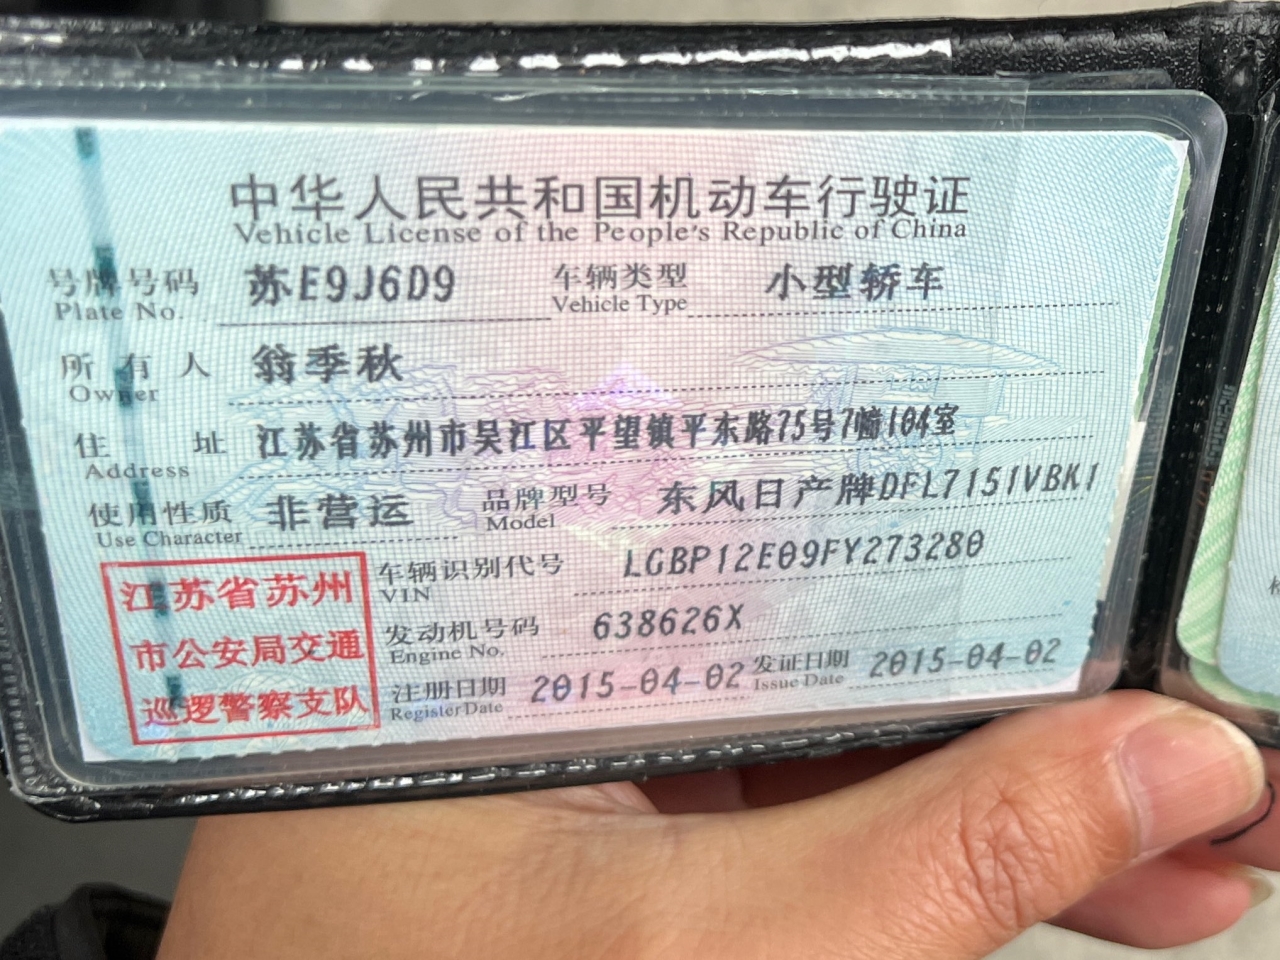 中华人民共和国机动车行驶证
Vehicle License of the People's Republic of China
号牌号码 苏E9J6D9 车辆类型 小型轿车
Plate No. Vehicle Type
所有人 翁季秋
Owner
住址 江苏省苏州市吴江区平望镇平东路75号7幢104室
Address
使用性质 非营运 品牌型号 东风日产牌DFL7151VBK1
Use Character Model
车辆识别代号 LGBP12E09FY273280
VIN
发动机号码 638626X
Engine No.
注册日期 2015-04-02 发证日期 2015-04-02
Register Date Issue Date
江苏省苏州
市公安局交通
巡逻警察支队